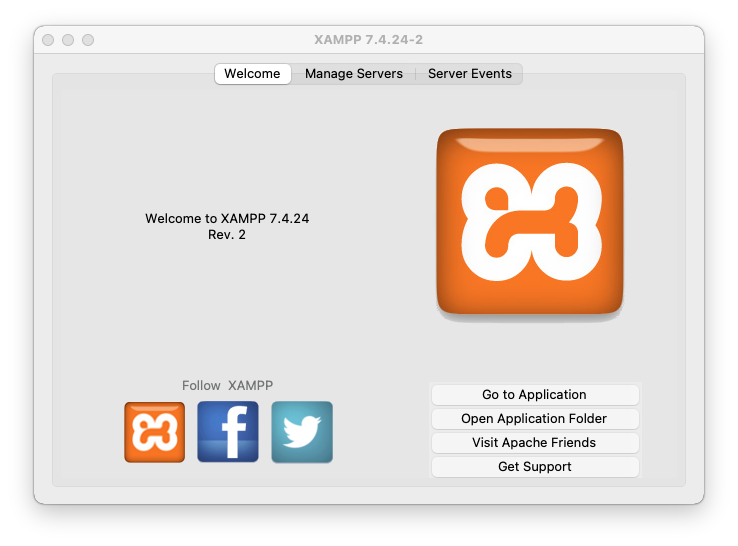 XAMPP 7.4.24-2
Welcome Manage Servers Server Events
Welcome to XAMPP 7.4.24
Rev. 2
Follow XAMPP
Go to Application
Open Application Folder
Visit Apache Friends
Get Support